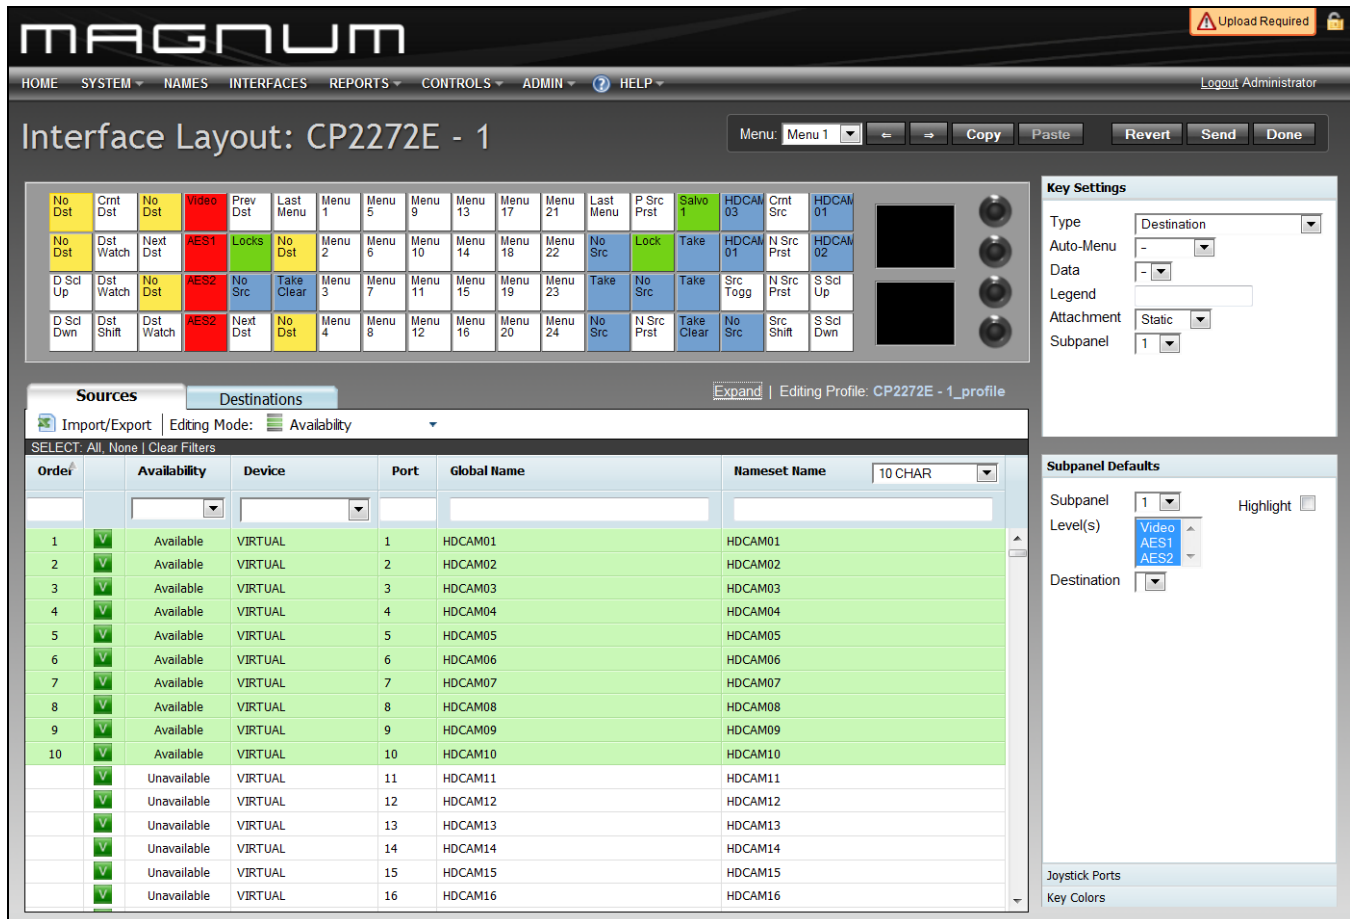 MAGNUM
Upload Required
HOME SYSTEM NAMES INTERFACES REPORTS CONTROLS ADMIN ? HELP Logout Administrator
Interface Layout: CP2272E - 1
Menu: Menu 1 ⇐ ⇒ Copy Paste Revert Send Done
No Dst Crnt Dst No Dst Video Prev Dst Last Menu Menu 1 Menu 5 Menu 9 Menu 13 Menu 17 Menu 21 Last Menu P Src Prst Salvo 1 HDCAM 03 Crnt Src HDCAM 01
No Dst Dst Watch Next Dst AES1 Locks No Dst Menu 2 Menu 6 Menu 10 Menu 14 Menu 18 Menu 22 No Src Lock Take HDCAM 01 N Src Prst HDCAM 02
D Scl Up Dst Watch No Dst AES2 No Src Take Clear Menu 3 Menu 7 Menu 11 Menu 15 Menu 19 Menu 23 Take No Src Take Src Togg N Src Prst S Scl Up
D Scl Dwn Dst Shift Dst Watch AES2 Next Dst No Dst Menu 4 Menu 8 Menu 12 Menu 16 Menu 20 Menu 24 No Src N Src Prst Take Clear No Src Src Shift S Scl Dwn
Key Settings
Type Destination
Auto-Menu -
Data -
Legend
Attachment Static
Subpanel 1
Sources Destinations Expand | Editing Profile: CP2272E - 1_profile
Import/Export | Editing Mode: Availability
SELECT: All, None | Clear Filters
Order Availability Device Port Global Name Nameset Name 10 CHAR
1 V Available VIRTUAL 1 HDCAM01 HDCAM01
2 V Available VIRTUAL 2 HDCAM02 HDCAM02
3 V Available VIRTUAL 3 HDCAM03 HDCAM03
4 V Available VIRTUAL 4 HDCAM04 HDCAM04
5 V Available VIRTUAL 5 HDCAM05 HDCAM05
6 V Available VIRTUAL 6 HDCAM06 HDCAM06
7 V Available VIRTUAL 7 HDCAM07 HDCAM07
8 V Available VIRTUAL 8 HDCAM08 HDCAM08
9 V Available VIRTUAL 9 HDCAM09 HDCAM09
10 V Available VIRTUAL 10 HDCAM10 HDCAM10
V Unavailable VIRTUAL 11 HDCAM11 HDCAM11
V Unavailable VIRTUAL 12 HDCAM12 HDCAM12
V Unavailable VIRTUAL 13 HDCAM13 HDCAM13
V Unavailable VIRTUAL 14 HDCAM14 HDCAM14
V Unavailable VIRTUAL 15 HDCAM15 HDCAM15
V Unavailable VIRTUAL 16 HDCAM16 HDCAM16
Subpanel Defaults
Subpanel 1 Highlight
Level(s) Video
AES1
AES2
Destination
Joystick Ports
Key Colors